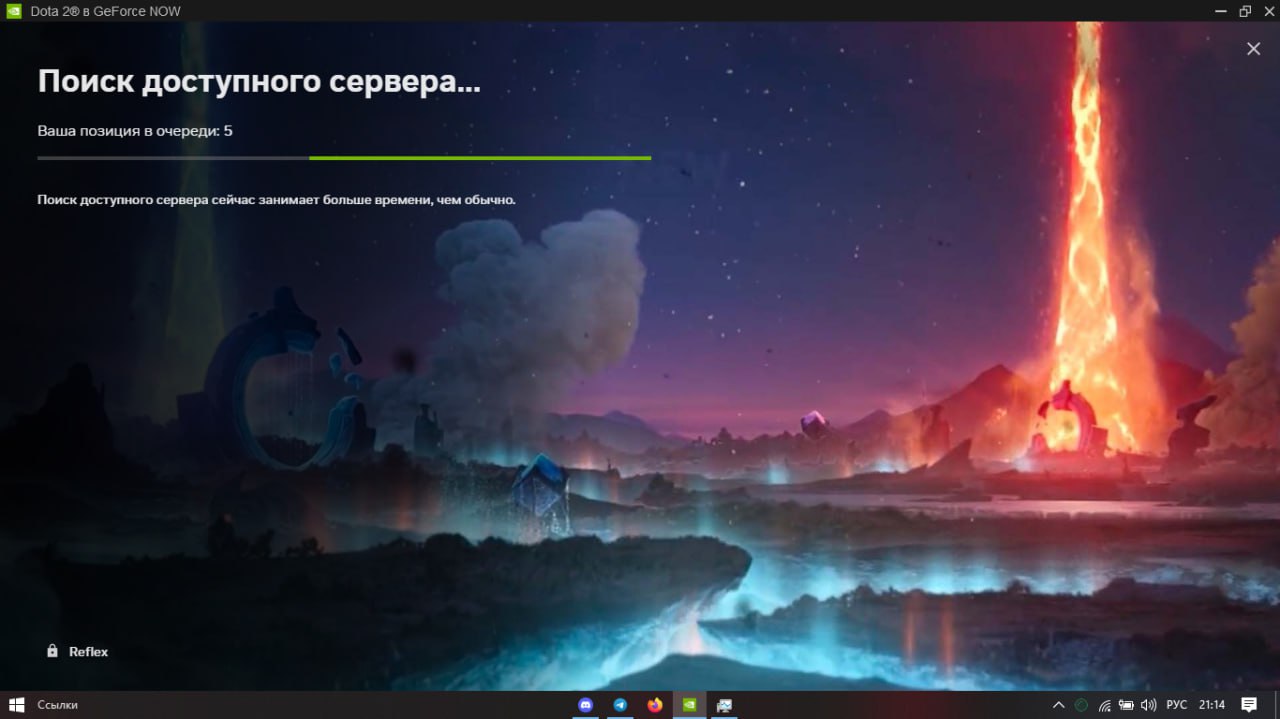 Dota 2® в GeForce NOW
Поиск доступного сервера...
Ваша позиция в очереди: 5
Поиск доступного сервера сейчас занимает больше времени, чем обычно.
Reflex
Ссылки
РУС
21:14